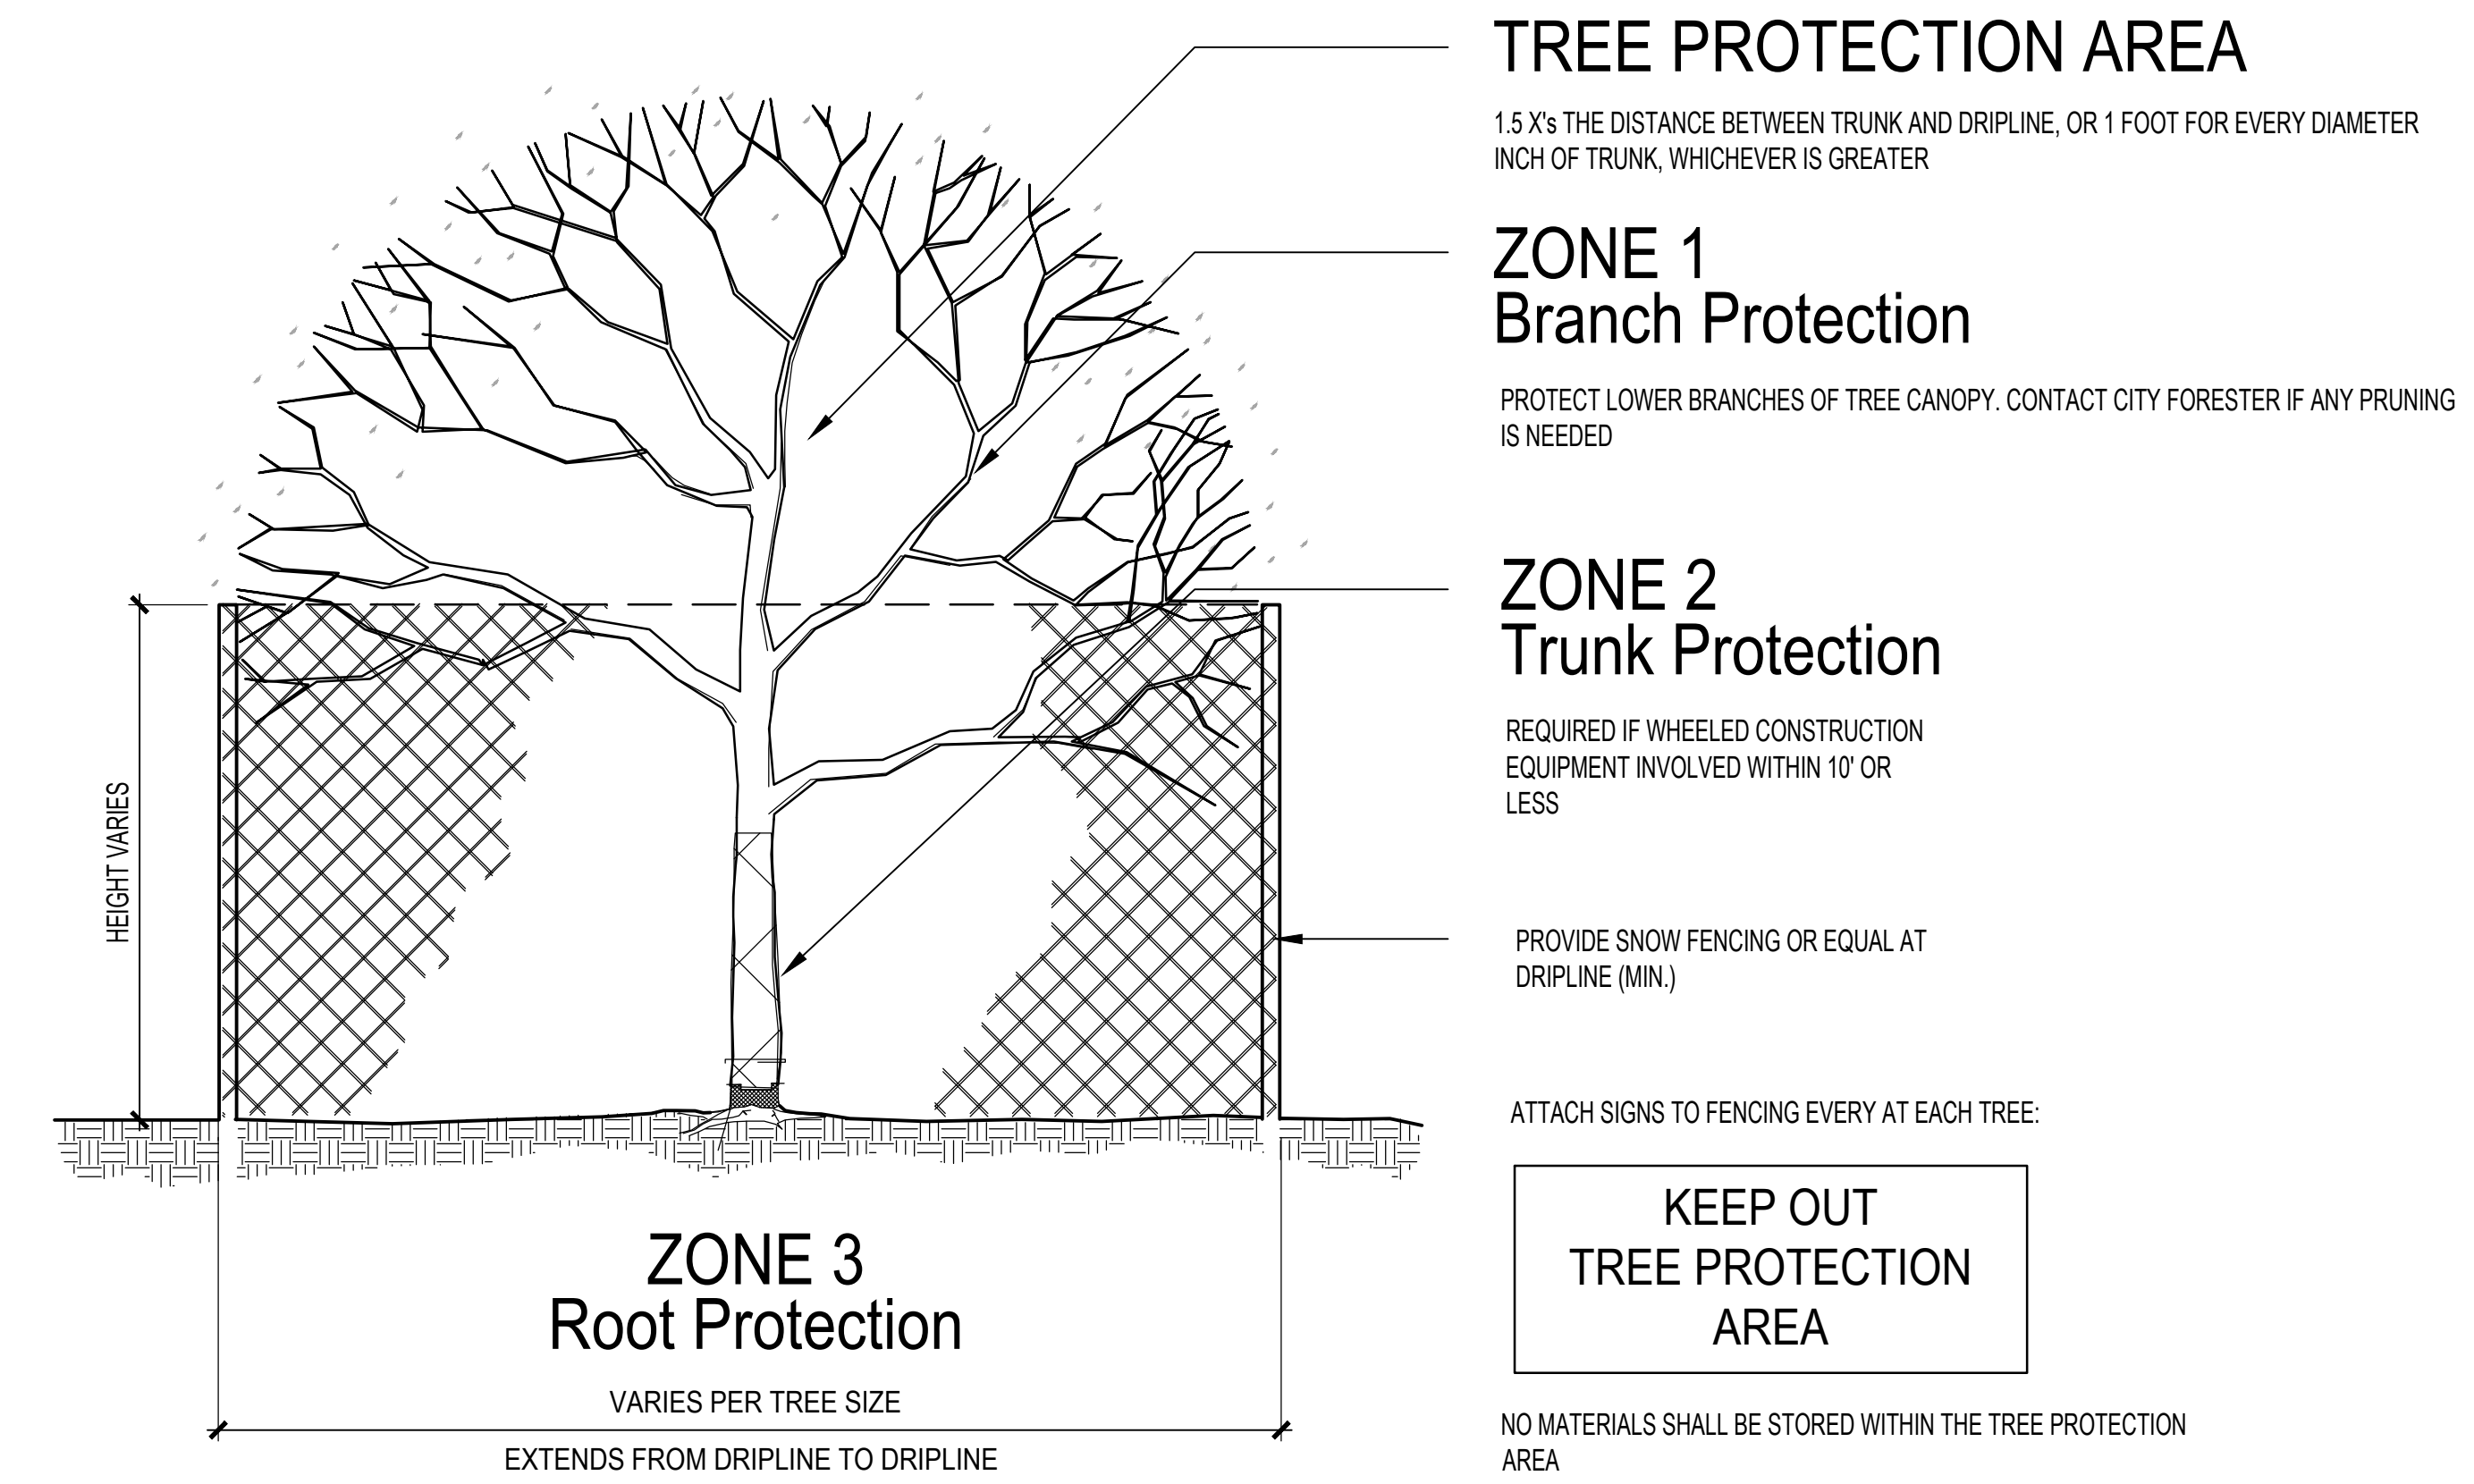 TREE PROTECTION AREA
1.5 X's THE DISTANCE BETWEEN TRUNK AND DRIPLINE, OR 1 FOOT FOR EVERY DIAMETER
INCH OF TRUNK, WHICHEVER IS GREATER
ZONE 1
Branch Protection
PROTECT LOWER BRANCHES OF TREE CANOPY. CONTACT CITY FORESTER IF ANY PRUNING
IS NEEDED
ZONE 2
Trunk Protection
REQUIRED IF WHEELED CONSTRUCTION
EQUIPMENT INVOLVED WITHIN 10' OR
LESS
HEIGHT VARIES
PROVIDE SNOW FENCING OR EQUAL AT
DRIPLINE (MIN.)
ATTACH SIGNS TO FENCING EVERY AT EACH TREE:
KEEP OUT
TREE PROTECTION
AREA
NO MATERIALS SHALL BE STORED WITHIN THE TREE PROTECTION
AREA
ZONE 3
Root Protection
VARIES PER TREE SIZE
EXTENDS FROM DRIPLINE TO DRIPLINE